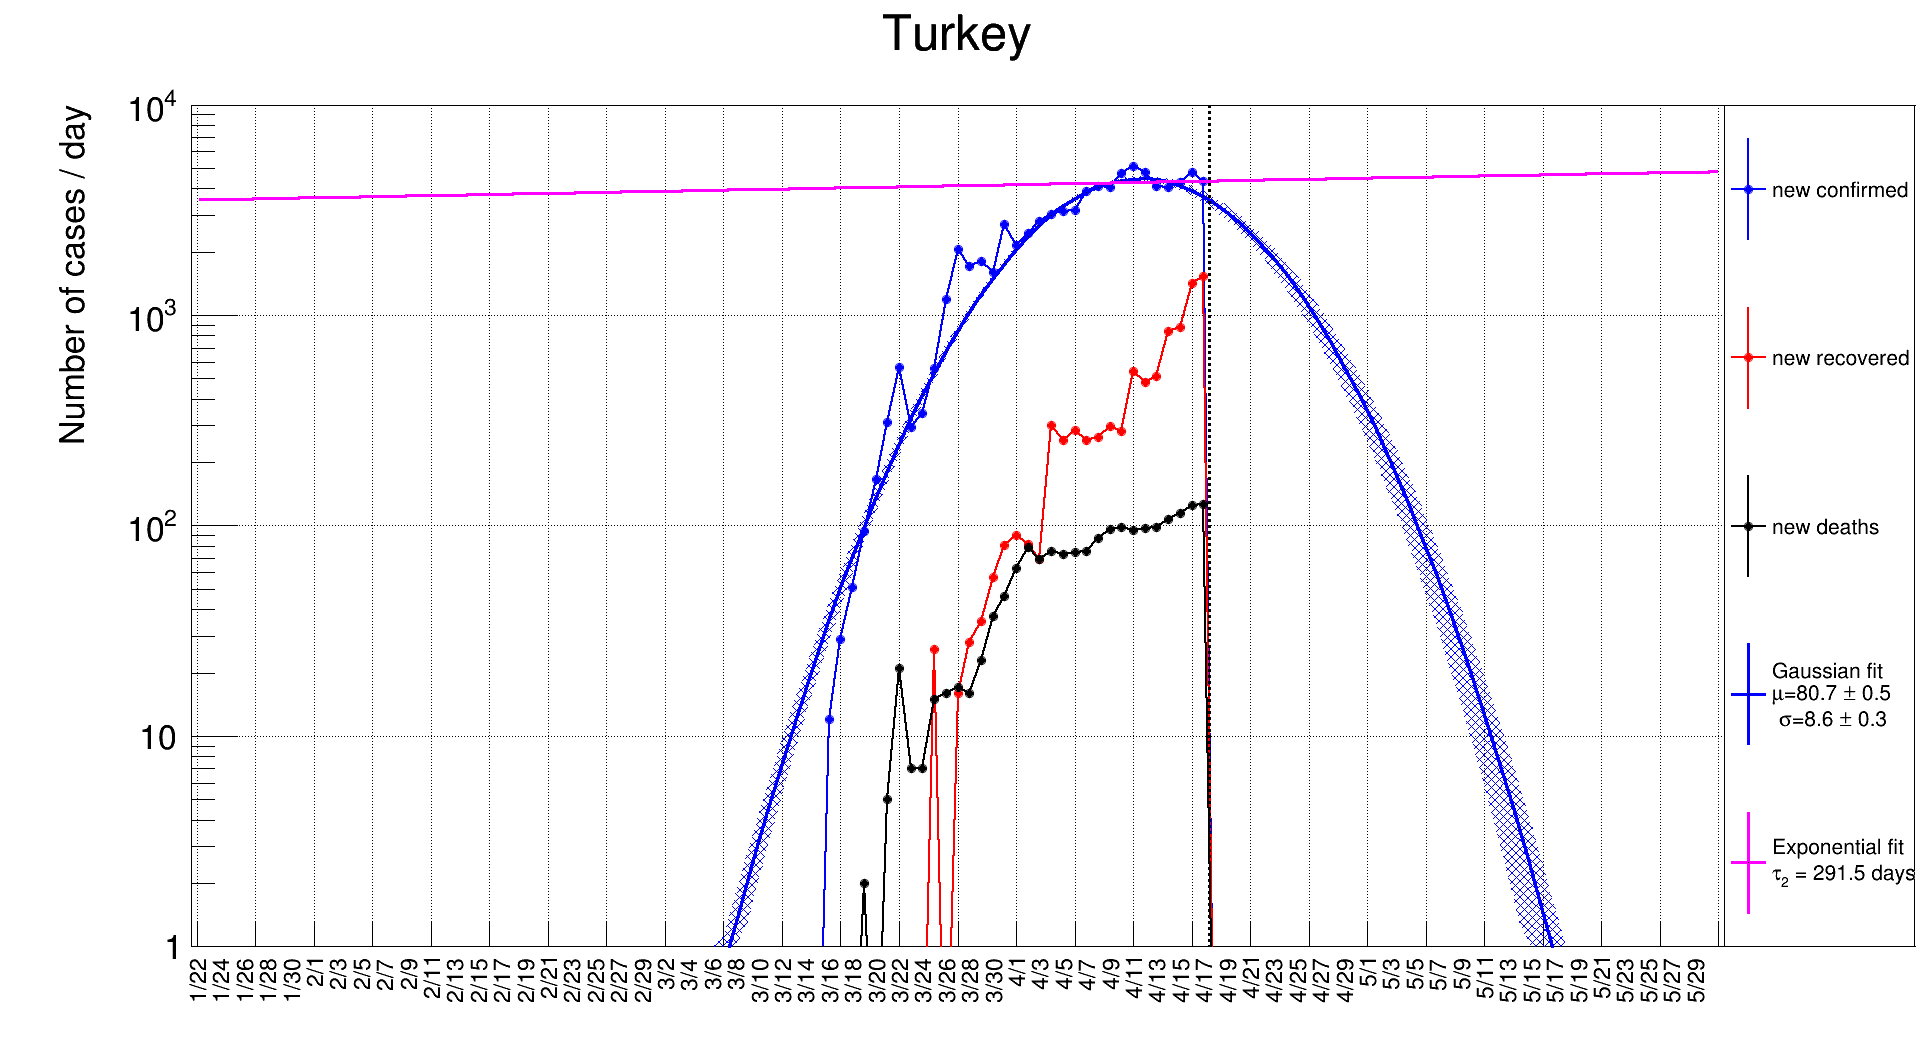 Turkey
Number of cases / day
10⁴
10³
10²
10
1
1/22 1/24 1/26 1/28 1/30 2/1 2/3 2/5 2/7 2/9 2/11 2/13 2/15 2/17 2/19 2/21 2/23 2/25 2/27 2/29 3/2 3/4 3/6 3/8 3/10 3/12 3/14 3/16 3/18 3/20 3/22 3/24 3/26 3/28 3/30 4/1 4/3 4/5 4/7 4/9 4/11 4/13 4/15 4/17 4/19 4/21 4/23 4/25 4/27 4/29 5/1 5/3 5/5 5/7 5/9 5/11 5/13 5/15 5/17 5/19 5/21 5/23 5/25 5/27 5/29
new confirmed
new recovered
new deaths
Gaussian fit
μ=80.7 ± 0.5
σ=8.6 ± 0.3
Exponential fit
τ₂ = 291.5 days